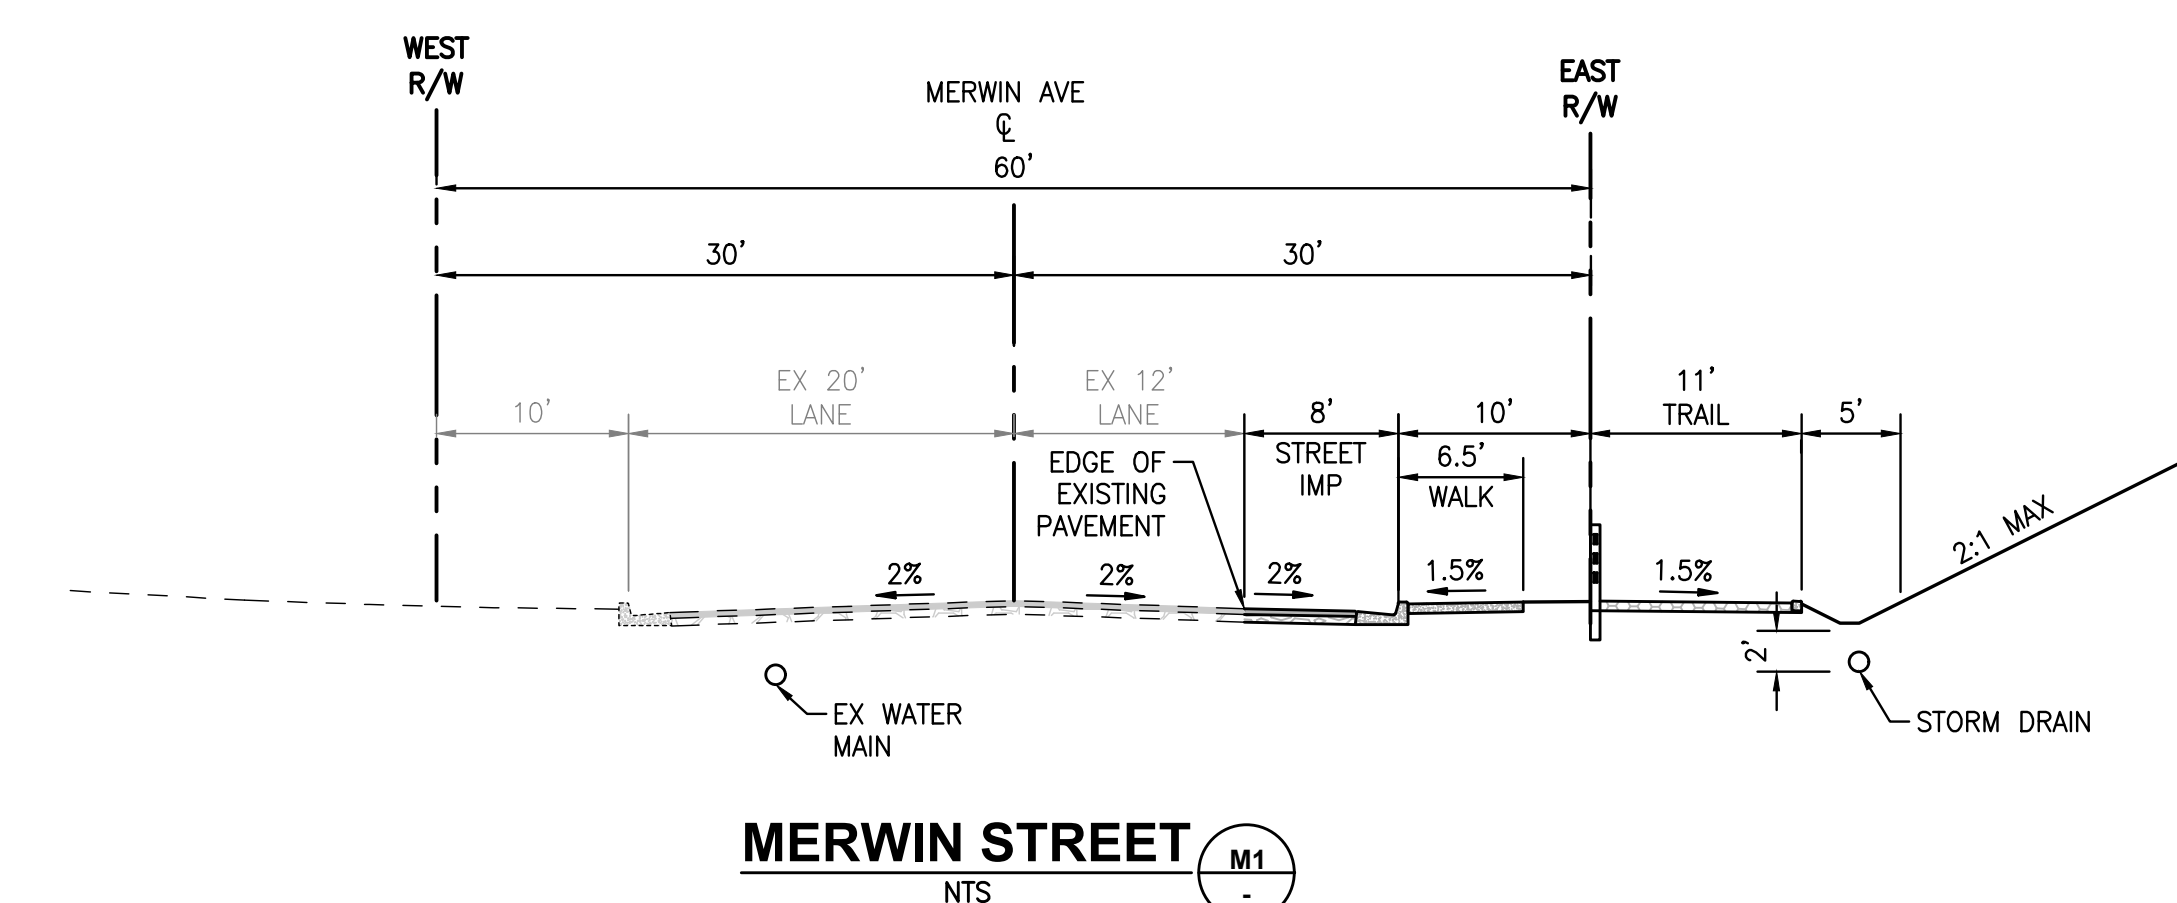 WEST
R/W
MERWIN AVE
℄
60'
EAST
R/W
30'
30'
10'
EX 20'
LANE
EX 12'
LANE
8'
STREET
IMP
10'
6.5'
WALK
11'
TRAIL
5'
EDGE OF
EXISTING
PAVEMENT
2%
2%
2%
1.5%
1.5%
2:1 MAX
2'
EX WATER
MAIN
STORM DRAIN
MERWIN STREET
NTS
M1
-